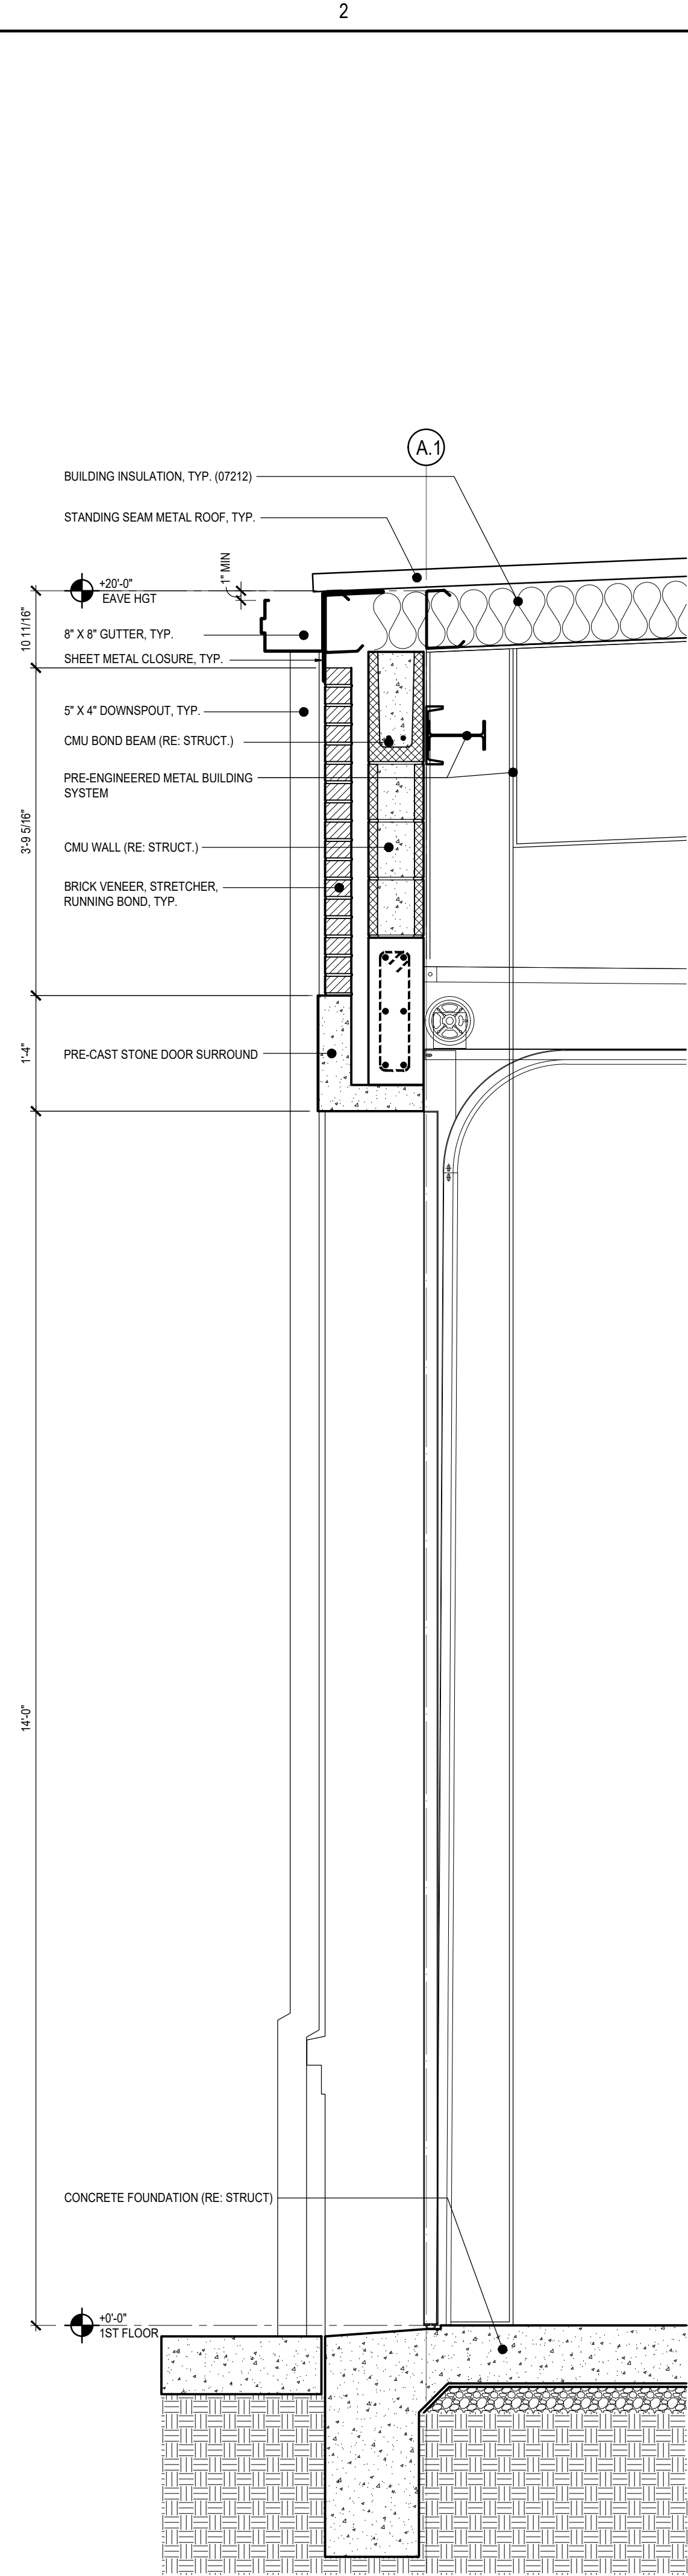 2
A.1
BUILDING INSULATION, TYP. (07212)
STANDING SEAM METAL ROOF, TYP.
1" MIN
+20'-0"
EAVE HGT
10 11/16"
8" X 8" GUTTER, TYP.
SHEET METAL CLOSURE, TYP.
5" X 4" DOWNSPOUT, TYP.
CMU BOND BEAM (RE: STRUCT.)
PRE-ENGINEERED METAL BUILDING
SYSTEM
3'-9 5/16"
CMU WALL (RE: STRUCT.)
BRICK VENEER, STRETCHER,
RUNNING BOND, TYP.
1'-4"
PRE-CAST STONE DOOR SURROUND
14'-0"
CONCRETE FOUNDATION (RE: STRUCT)
+0'-0"
1ST FLOOR